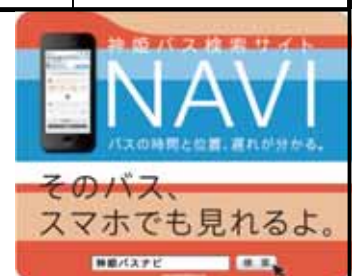 神姫バス検索サイト
NAVI
バスの時間と位置、遅れが分かる。
そのバス、
スマホでも見れるよ。
神姫バスナビ 検索